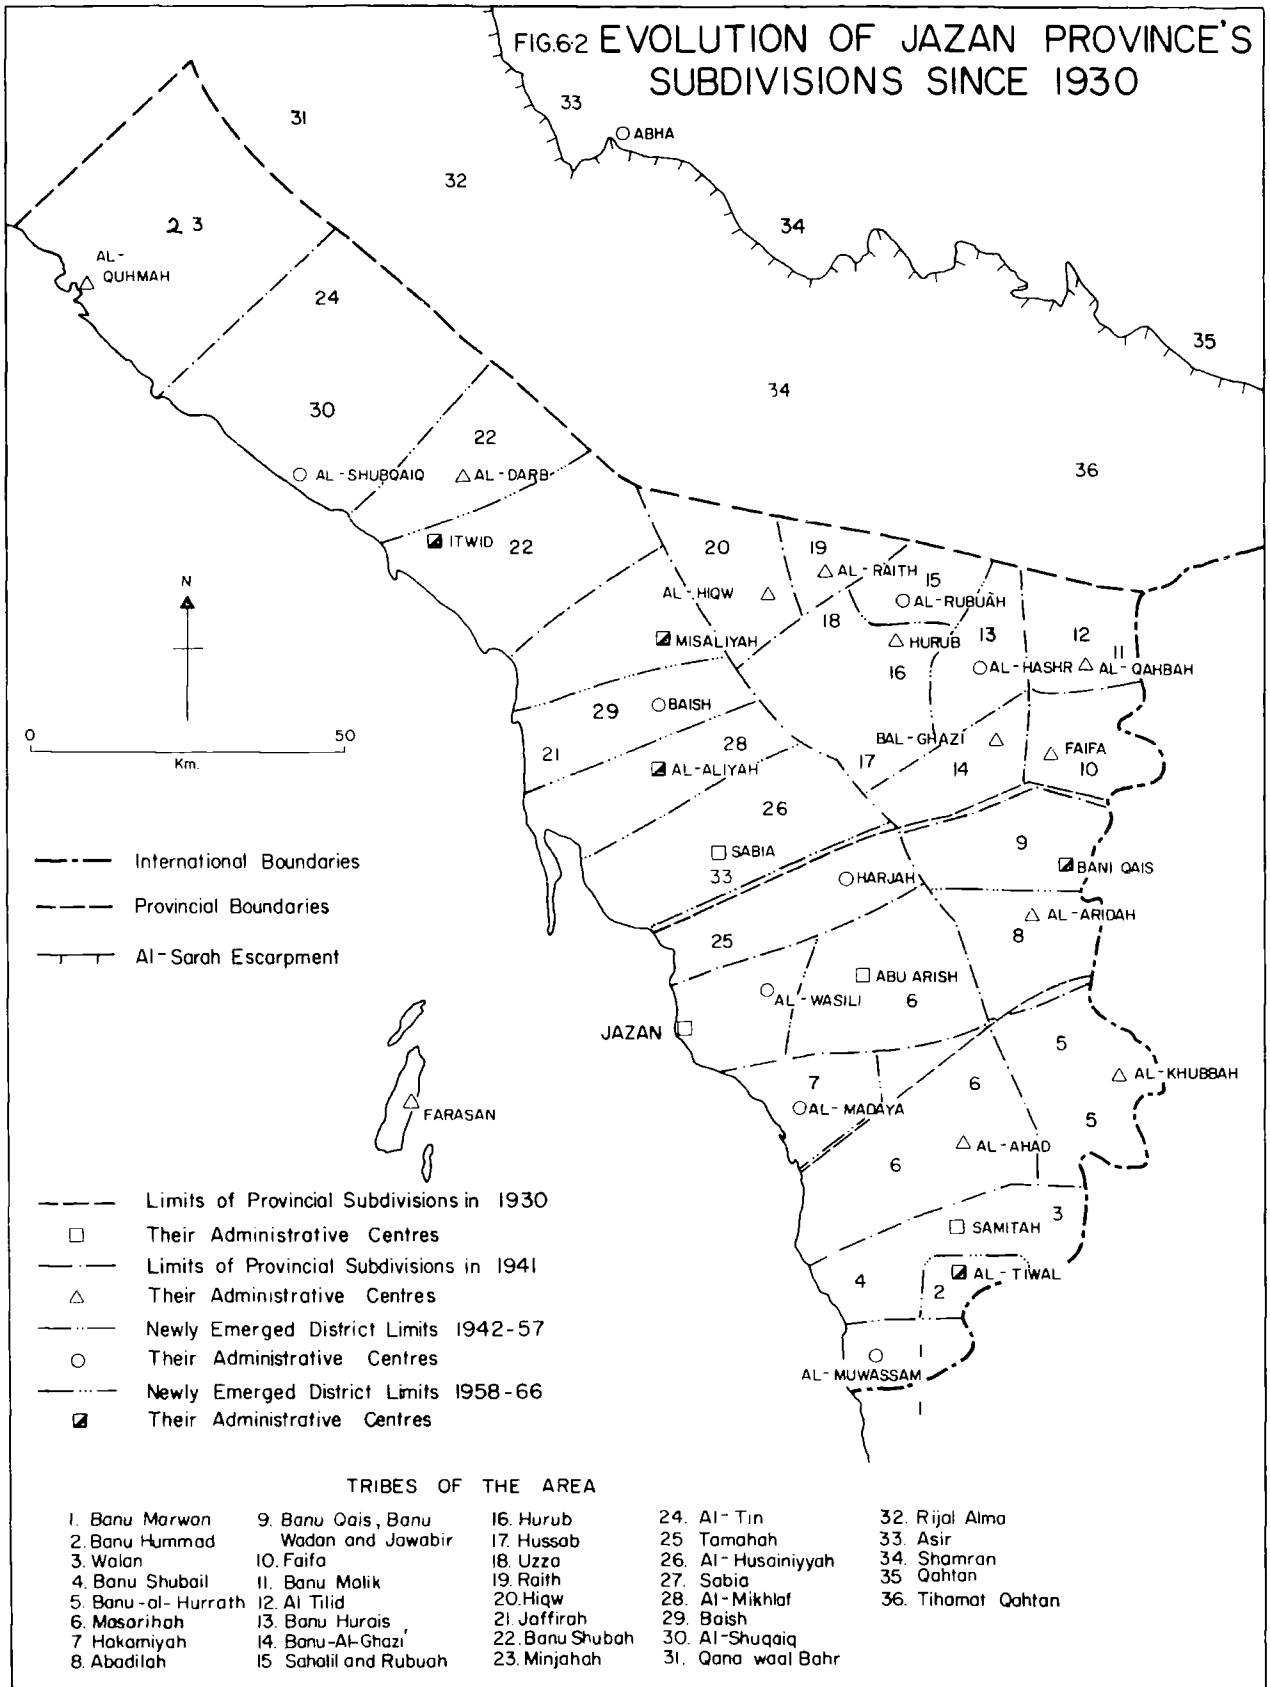 FIG.6·2 EVOLUTION OF JAZAN PROVINCE'S
SUBDIVISIONS SINCE 1930
33
31
ABHA
32
34
2 3
AL-
QUHMAH
24
35
34
30
22
36
AL-SHUBQAIQ
AL-DARB
ITWID
22
20
19
AL-RAITH
15
N
AL-HIQW
AL-RUBUAH
18
13
12
11
MISALIYAH
HURUB
16
AL-HASHR
AL-QAHBAH
29
BAISH
0
50
Km.
21
28
BAL-GHAZI
FAIFA
AL-ALIYAH
17
14
10
26
International Boundaries
SABIA
9
BANI QAIS
33
HARJAH
Provincial Boundaries
AL-ARIDAH
25
8
Al-Sarah Escarpment
ABU ARISH
AL-WASILI
6
JAZAN
5
7
6
AL-KHUBBAH
FARASAN
AL-MADAYA
5
AL-AHAD
6
Limits of Provincial Subdivisions in 1930
3
Their Administrative Centres
SAMITAH
Limits of Provincial Subdivisions in 1941
4
AL-TIWAL
Their Administrative Centres
2
Newly Emerged District Limits 1942-57
1
Their Administrative Centres
AL-MUWASSAM
Newly Emerged District Limits 1958-66
1
Their Administrative Centres
TRIBES OF THE AREA
1. Banu Marwan
2. Banu Hummad
3. Walan
4. Banu Shubail
5. Banu-al-Hurrath
6. Masarihah
7 Hakamiyah
8. Abadilah
9. Banu Qais, Banu
Wadan and Jawabir
10. Faifa
11. Banu Malik
12. Al Tilid
13. Banu Hurais
14. Banu-Al-Ghazi
15 Sahalil and Rubuah
16. Hurub
17. Hussab
18. Uzza
19. Raith
20. Hiqw
21. Jaffirah
22. Banu Shubah
23. Minjahah
24. Al-Tin
25 Tamahah
26. Al-Husainiyyah
27. Sabia
28. Al-Mikhlaf
29. Baish
30. Al-Shuqaiq
31. Qana waal Bahr
32. Rijal Alma
33. Asir
34. Shamran
35 Qahtan
36. Tihamat Qahtan